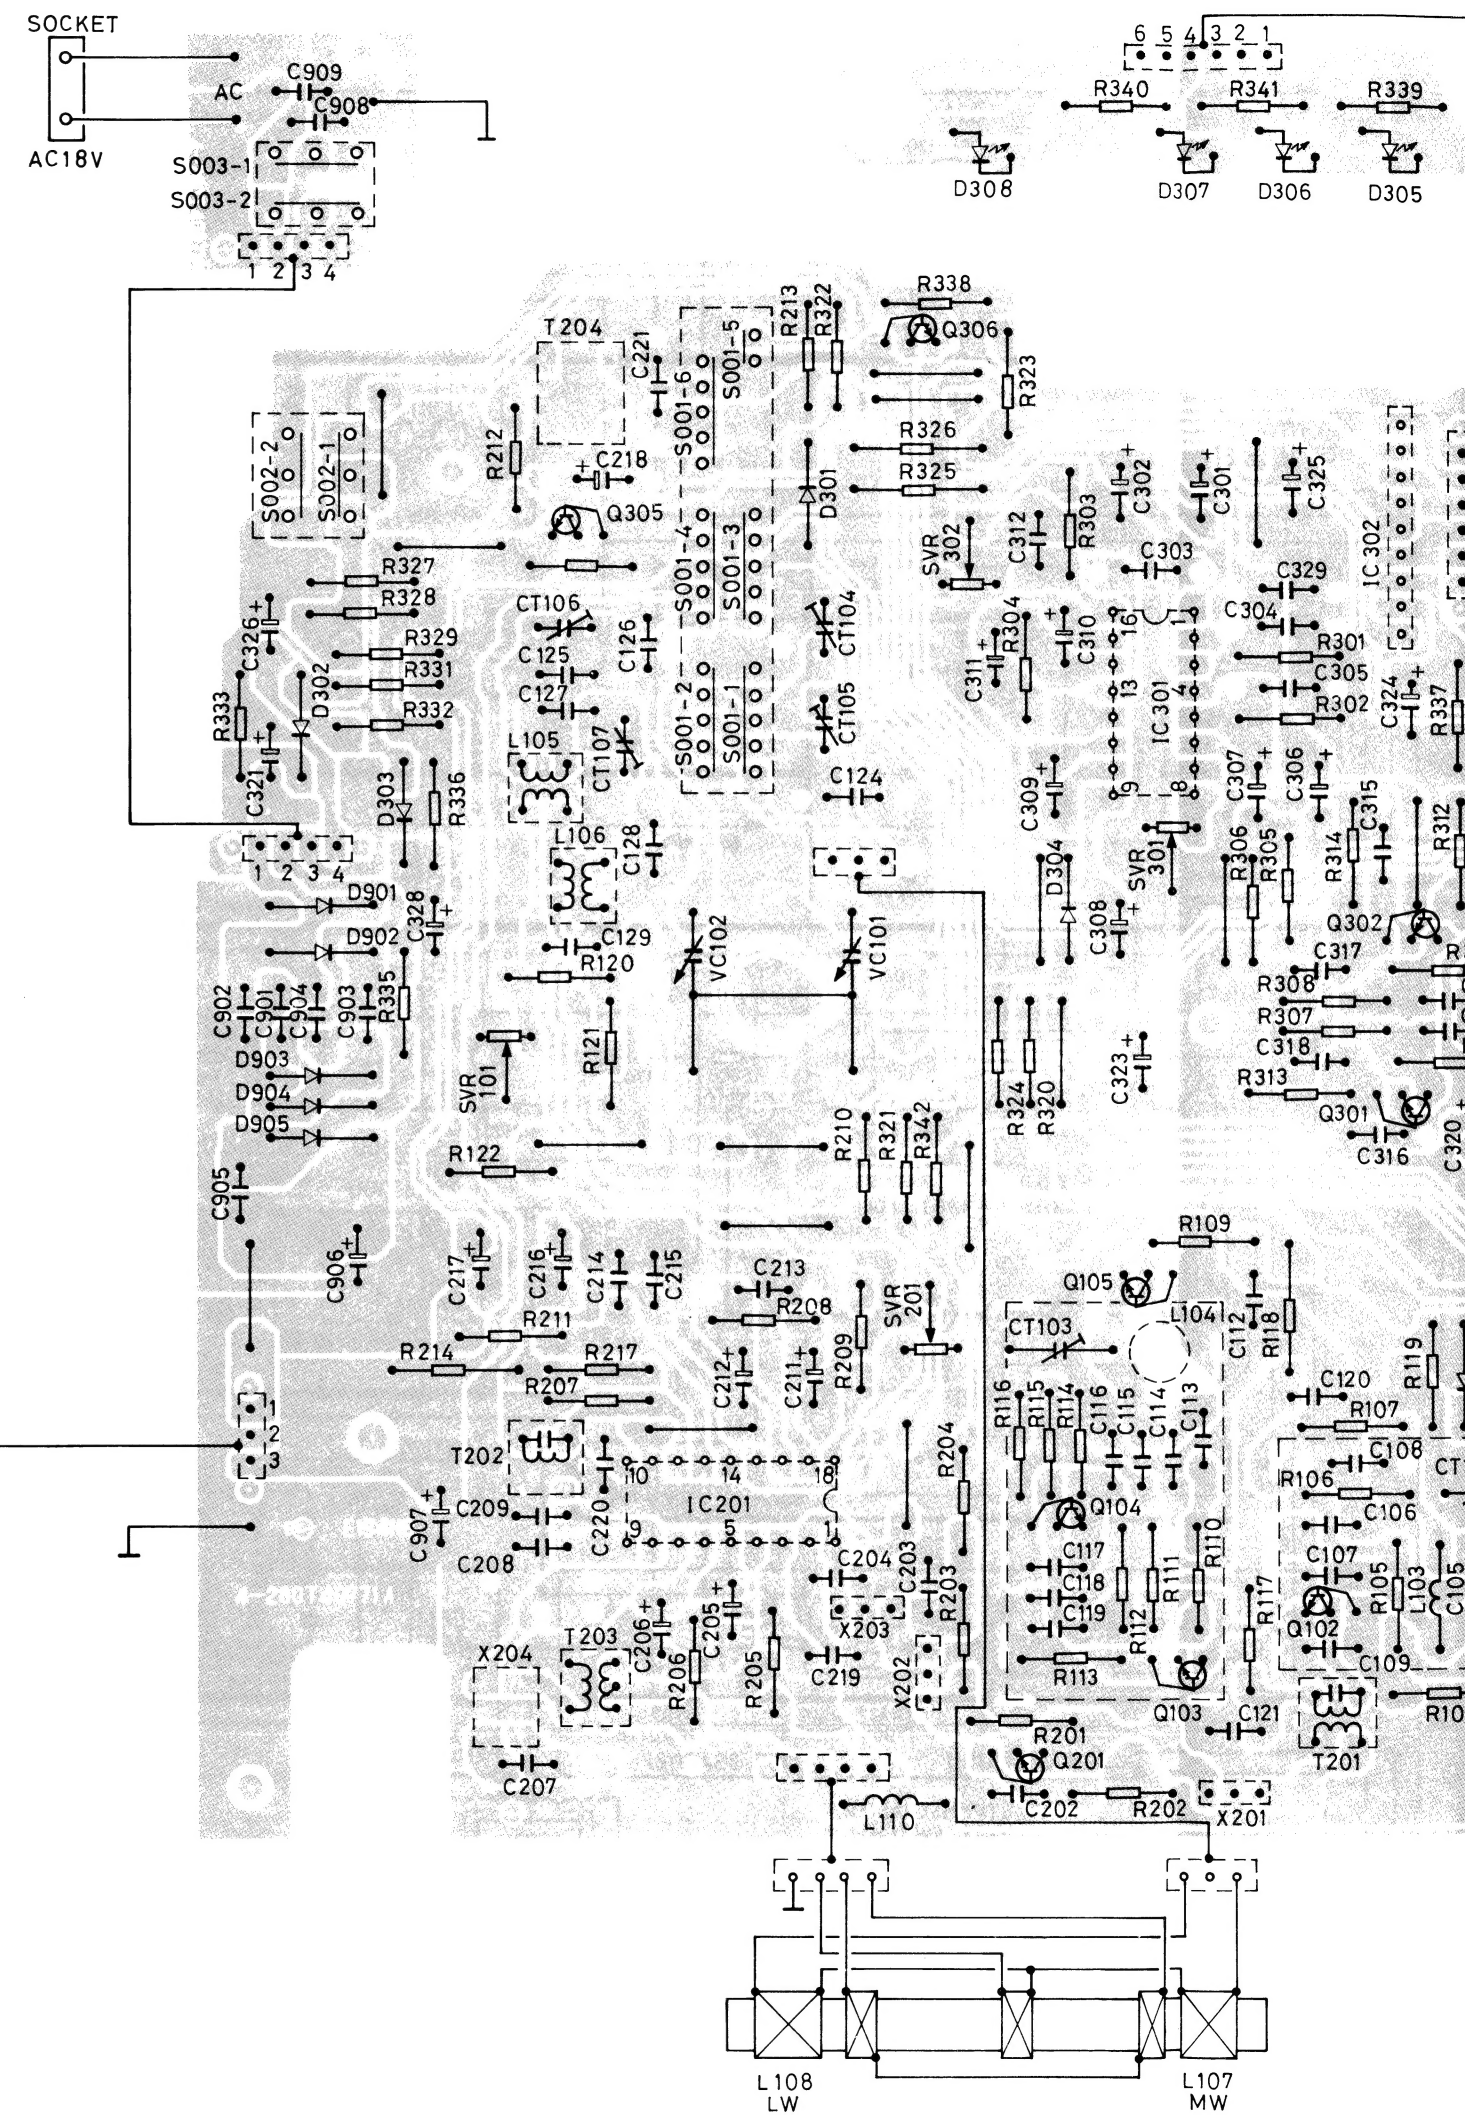 SOCKET
AC18V
AC
C909
C908
S003-1
S003-2
1 2 3 4
6 5 4 3 2 1
R340 R341 R339
D308 D307 D306 D305
T204
C221
S001-5
S001-6
R213
R322
R338
Q306
R323
R326
R325
S002-2
S002-1
R212
+ C218
Q305
D301
S001-4
S001-3
SVR 302
C312
R303
C302 +
C301
C325 +
C303
IC302
R327
R328
C326 +
R329
R331
R332
D302
R333
C321 +
CT106
C126
C125
C127
L105
CT107
S001-2
S001-1
CT104
CT105
C124
R304
C311 +
C310 +
16 1
13 4
IC301
9 8
C329
C304
R301
C305
R302
C324 +
R337
C309 +
C307 +
C306 +
C315
R314
R312
D303
R336
L106
C128
SVR 301
R306
R305
D304
C308 +
Q302
1 2 3 4
D901
D902
C328 +
C129
R120
VC102
VC101
C317
R308
R307
C318
R313
Q301
C316
C320 +
C902
C901
C904
C903
R335
D903
D904
D905
SVR 101
R121
R324
R320
C323 +
R122
R210
R321
R342
C905
C906 +
C217 +
C216 +
C214
C215
C213
R208
R209
SVR 201
R109
Q105
L104
CT103
C112
R118
R211
R214
R217
R207
C212 +
C211 +
R119
C120
R107
R116
R115
R114
C116
C115
C114
C113
1
2
3
T202
C220
10 14 18
IC201
9 5 1
R204
Q104
C108
R106
C106
C107
R105
L103
C105
Q102
C109
C907 +
C209
C208
C204
C203
R203
X203
C117
C118
C119
R112
R111
R110
R117
X204
T203
C206 +
R206
C205 +
R205
C219
X202
R113
Q103
C121
T201
C207
R201
Q201
C202
R202
X201
L110
L108
LW
L107
MW